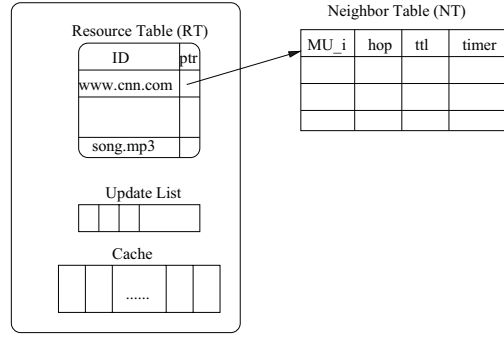 Neighbor Table (NT)
Resource Table (RT)
ID ptr
www.cnn.com
song.mp3
MU_i hop ttl timer
Update List
Cache
......